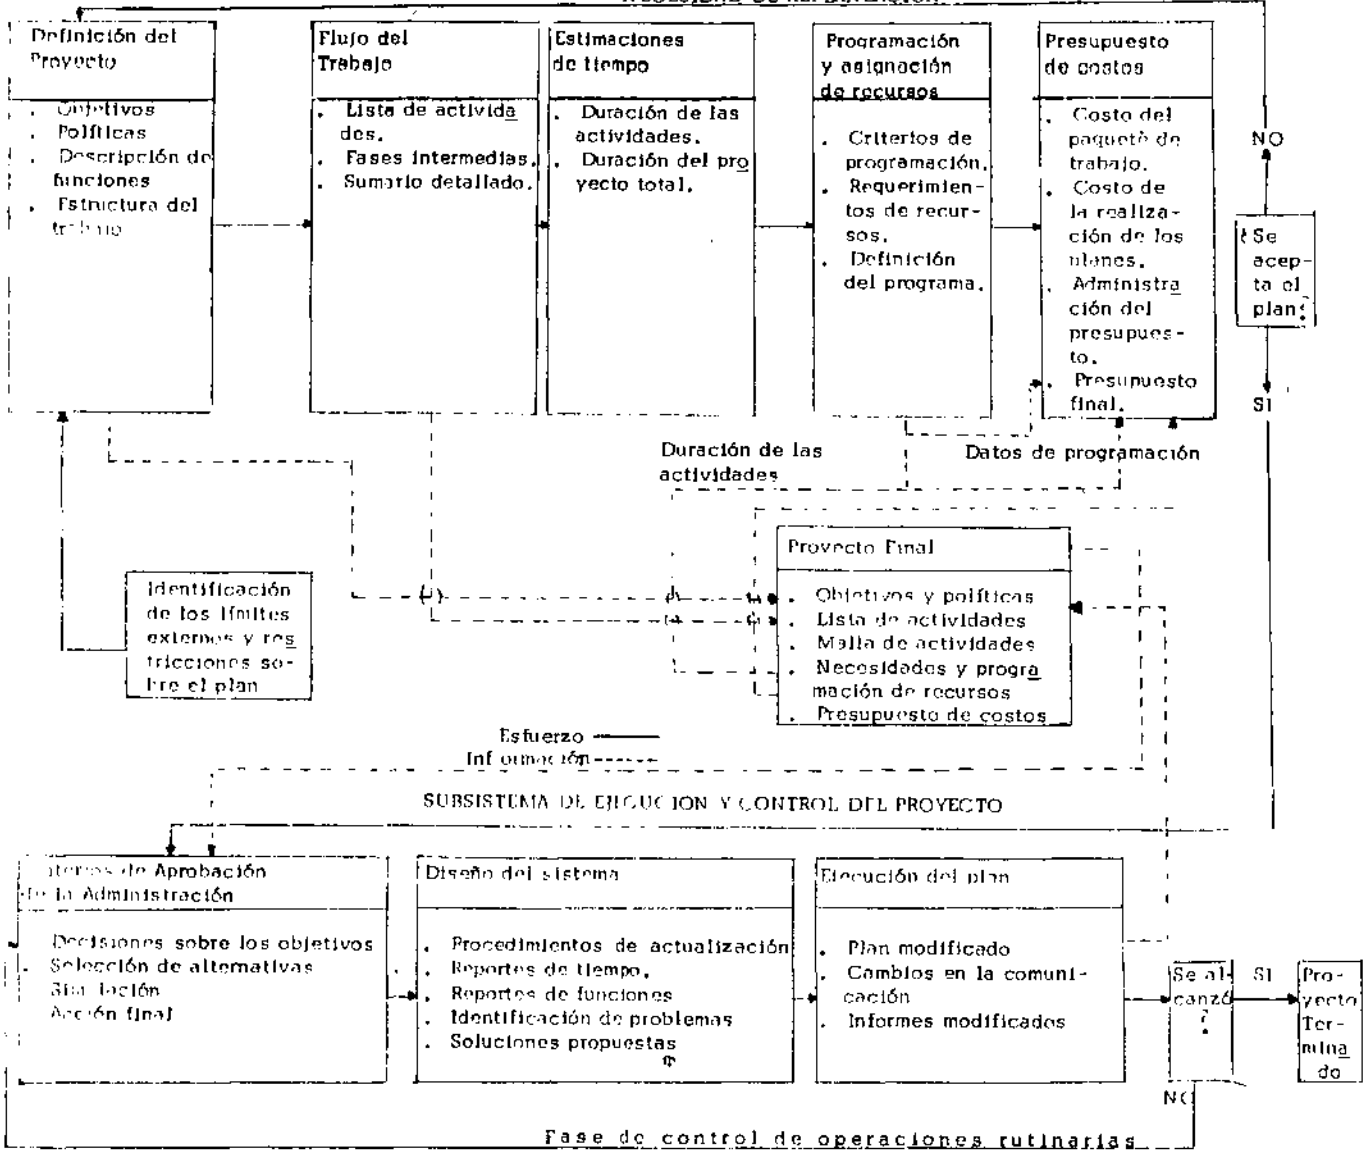 Definición del
Proyecto
. Objetivos
. Políticas
. Descripción de
funciones
. Estructura del
trabajo
Flujo del
Trabajo
. Lista de activida
des.
. Fases intermedias.
. Sumario detallado.
Estimaciones
de tiempo
. Duración de las
actividades.
. Duración del pro
yecto total.
Programación
y asignación
de recursos
. Criterios de
programación.
. Requerimien-
tos de recur-
sos.
. Definición
del programa.
Presupuesto
de costos
. Costo del
paquete de
trabajo.
. Costo de
la realiza-
ción de los
planes.
. Administra
ción del
presupues-
to.
. Presupuesto
final.
NO
¿Se
acep-
ta el
plan?
SI
Duración de las
actividades
Datos de programación
Identificación
de los límites
externos y res
tricciones so-
bre el plan
Proyecto Final
. Objetivos y políticas
. Lista de actividades
. Malla de actividades
. Necesidades y progra
mación de recursos
. Presupuesto de costos
Esfuerzo
Información
SUBSISTEMA DE EJECUCION Y CONTROL DEL PROYECTO
Criterios de Aprobación
de la Administración
. Decisiones sobre los objetivos
. Selección de alternativas
Acción final
Diseño del sistema
. Procedimientos de actualización
. Reportes de tiempo.
. Reportes de funciones
. Identificación de problemas
. Soluciones propuestas
Ejecución del plan
. Plan modificado
. Cambios en la comuni-
cación
. Informes modificados
Se al-
canzó
?
SI
NO
Pro-
yecto
Ter-
mina
do
Fase de control de operaciones rutinarias